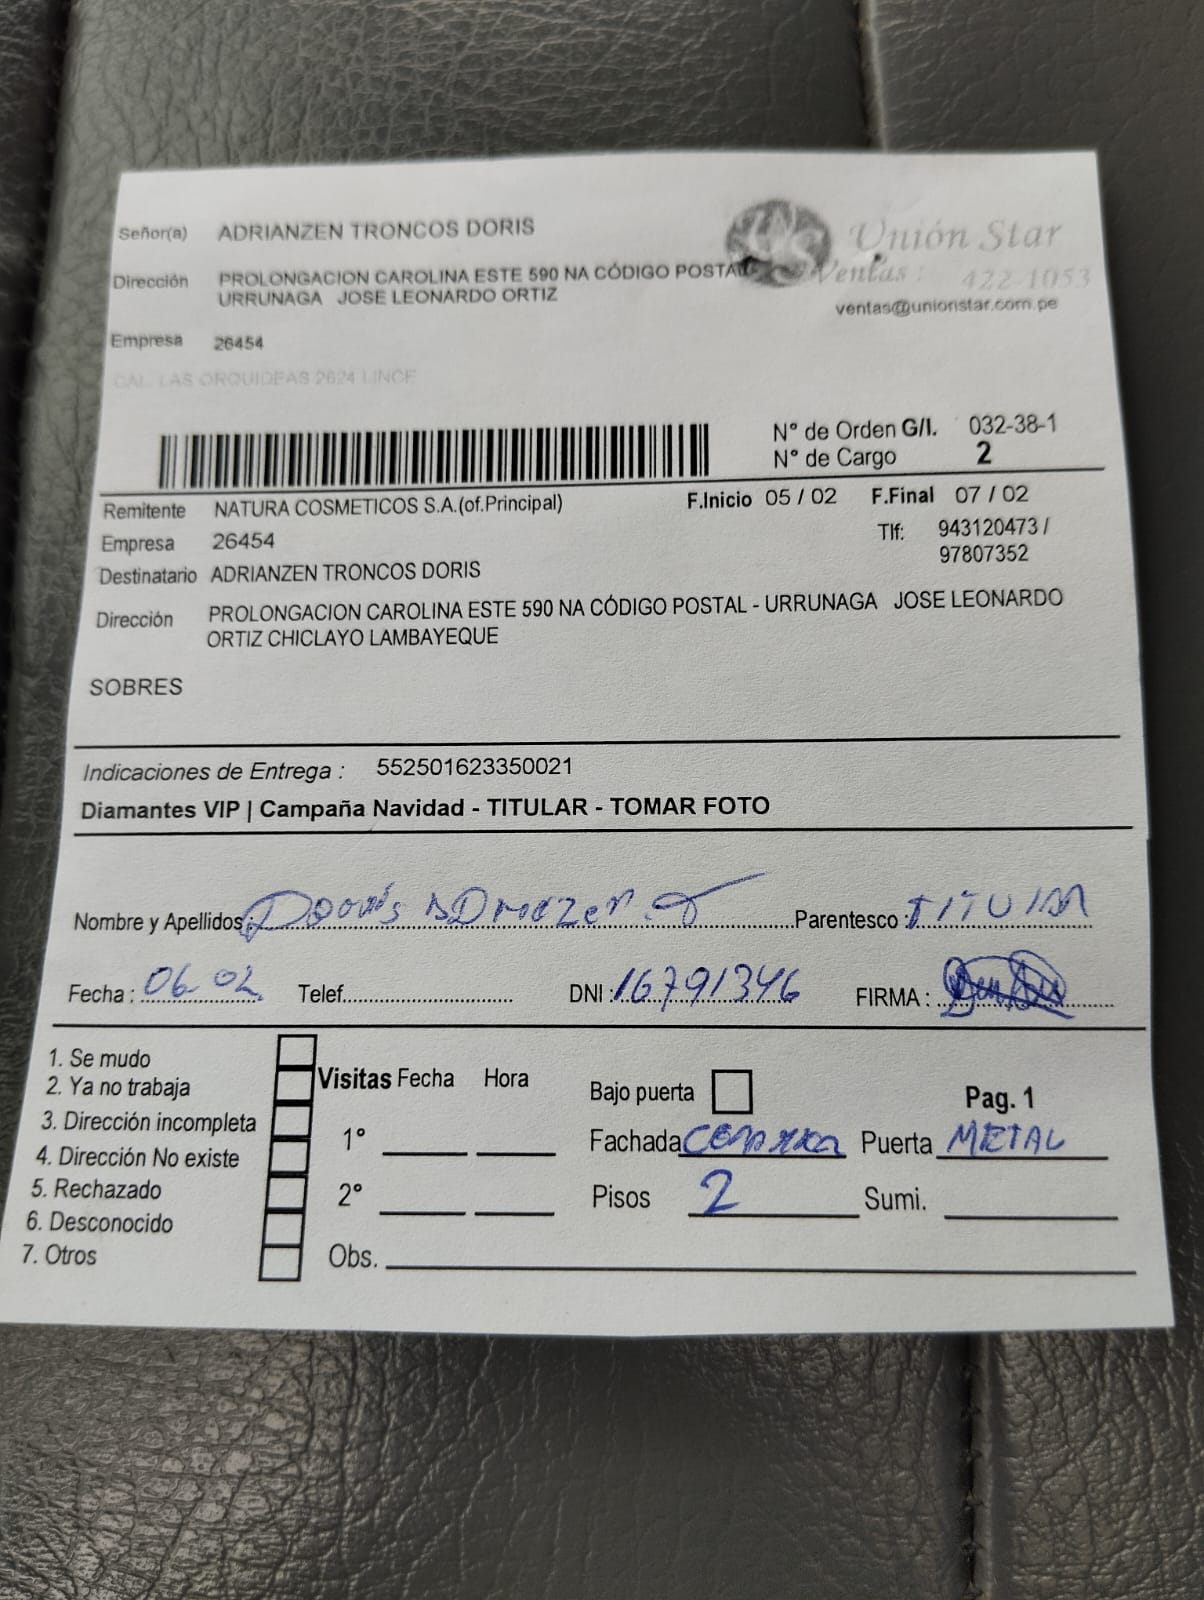 Señor(a) ADRIANZEN TRONCOS DORIS
Unión Star
Dirección PROLONGACION CAROLINA ESTE 590 NA CÓDIGO POSTAL
Ventas: 422-1053
URRUNAGA JOSE LEONARDO ORTIZ
ventas@unionstar.com.pe
Empresa 26454
CAL. LAS ORQUIDEAS 2624 LINCE
N° de Orden G/I. 032-38-1
N° de Cargo 2
Remitente NATURA COSMETICOS S.A.(of.Principal) F.Inicio 05 / 02 F.Final 07 / 02
Empresa 26454 Tlf: 943120473 /
97807352
Destinatario ADRIANZEN TRONCOS DORIS
Dirección PROLONGACION CAROLINA ESTE 590 NA CÓDIGO POSTAL - URRUNAGA JOSE LEONARDO
ORTIZ CHICLAYO LAMBAYEQUE
SOBRES
Indicaciones de Entrega : 552501623350021
Diamantes VIP | Campaña Navidad - TITULAR - TOMAR FOTO
Nombre y Apellidos: Parentesco :
Fecha : 06-02 Telef. DNI : 16791346 FIRMA :
1. Se mudo
2. Ya no trabaja
3. Dirección incompleta
4. Dirección No existe
5. Rechazado
6. Desconocido
7. Otros
Visitas Fecha Hora
1°
2°
Obs.
Bajo puerta Pag. 1
Fachada Puerta METAL
Pisos 2 Sumi.